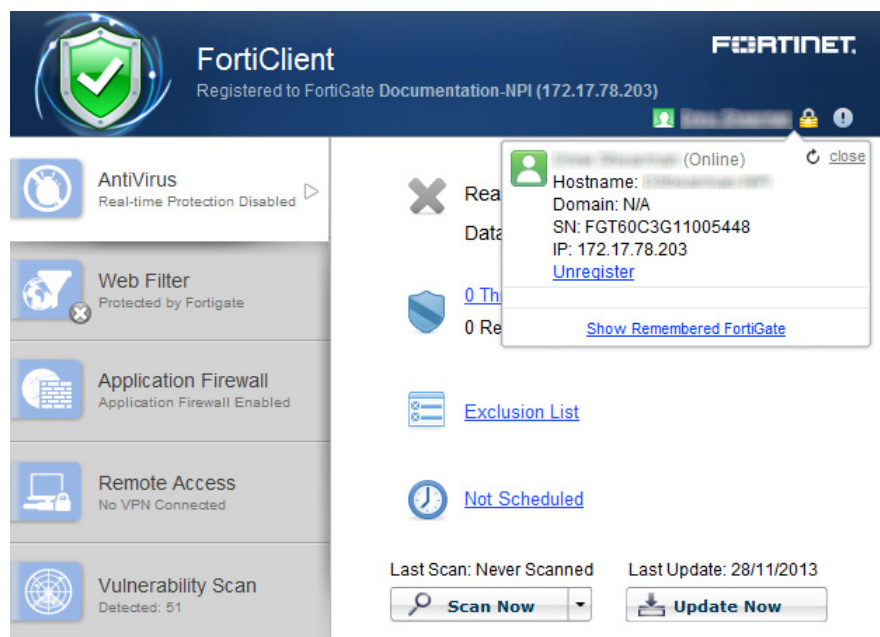 FortiClient
FORTINET
Registered to FortiGate Documentation-NPI (172.17.78.203)
AntiVirus
Real-time Protection Disabled
Web Filter
Protected by Fortigate
Application Firewall
Application Firewall Enabled
Remote Access
No VPN Connected
Vulnerability Scan
Detected: 51
(Online)
close
Hostname:
Domain: N/A
SN: FGT60C3G11005448
IP: 172.17.78.203
Unregister
Show Remembered FortiGate
Rea
Data
0 Th
0 Re
Exclusion List
Not Scheduled
Last Scan: Never Scanned
Last Update: 28/11/2013
Scan Now
Update Now